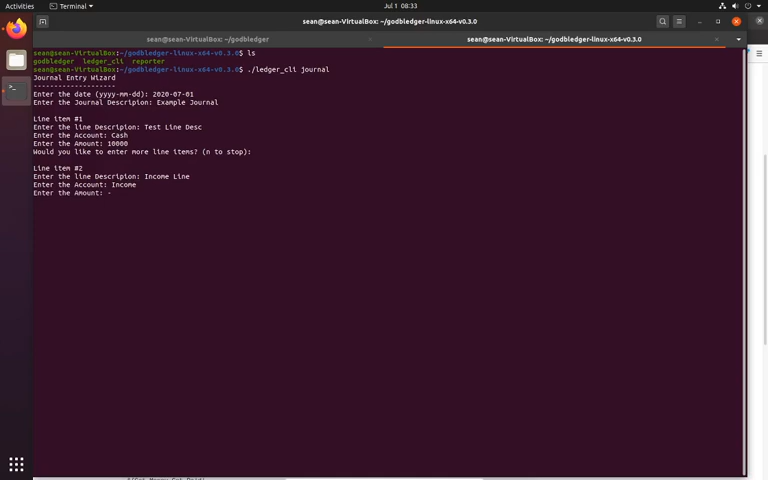 Activities Terminal Jul 1 08:33
sean@sean-VirtualBox: ~/godbledger-linux-x64-v0.3.0
sean@sean-VirtualBox: ~/godbledger
sean@sean-VirtualBox: ~/godbledger-linux-x64-v0.3.0
sean@sean-VirtualBox:~/godbledger-linux-x64-v0.3.0$ ls
godbledger ledger_cli reporter
sean@sean-VirtualBox:~/godbledger-linux-x64-v0.3.0$ ./ledger_cli journal
Journal Entry Wizard
--------------------
Enter the date (yyyy-mm-dd): 2020-07-01
Enter the Journal Descripion: Example Journal
Line item #1
Enter the line Descripion: Test Line Desc
Enter the Account: Cash
Enter the Amount: 10000
Would you like to enter more line items? (n to stop):
Line item #2
Enter the line Descripion: Income Line
Enter the Account: Income
Enter the Amount: -